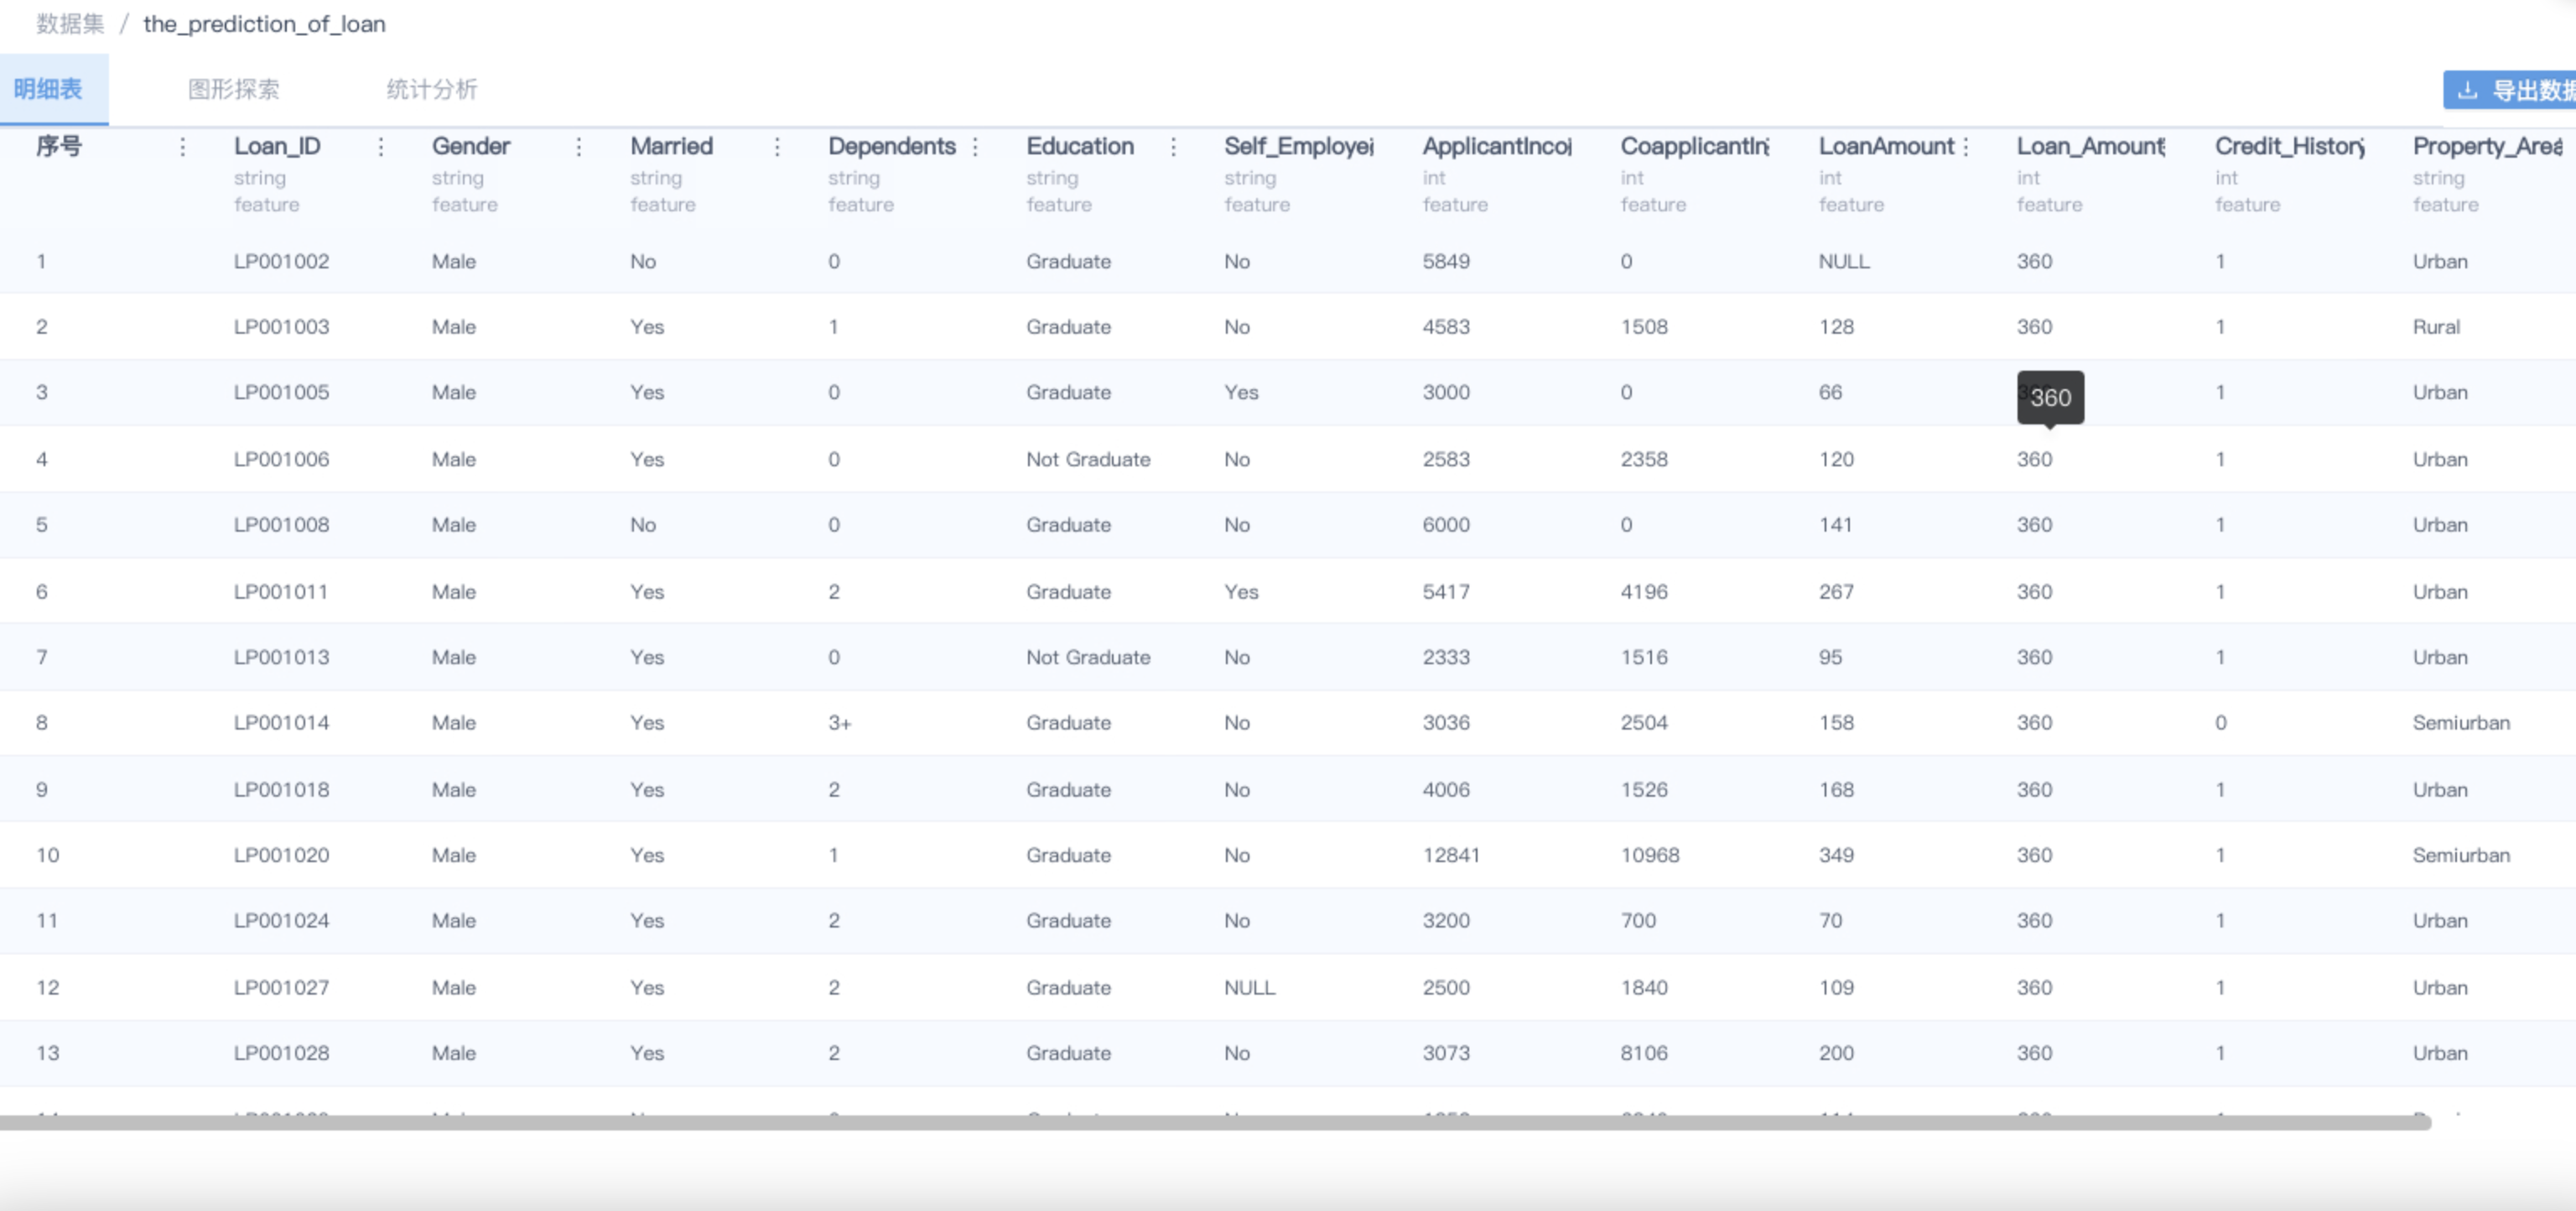 数据集 / the_prediction_of_loan
明细表 图形探索 统计分析 导出数据
序号 Loan_ID Gender Married Dependents Education Self_Employe ApplicantInco CoapplicantIn LoanAmount Loan_Amount Credit_History Property_Area
string string string string string string int int int int int string
feature feature feature feature feature feature feature feature feature feature feature feature
1 LP001002 Male No 0 Graduate No 5849 0 NULL 360 1 Urban
2 LP001003 Male Yes 1 Graduate No 4583 1508 128 360 1 Rural
3 LP001005 Male Yes 0 Graduate Yes 3000 0 66 360 1 Urban
4 LP001006 Male Yes 0 Not Graduate No 2583 2358 120 360 1 Urban
5 LP001008 Male No 0 Graduate No 6000 0 141 360 1 Urban
6 LP001011 Male Yes 2 Graduate Yes 5417 4196 267 360 1 Urban
7 LP001013 Male Yes 0 Not Graduate No 2333 1516 95 360 1 Urban
8 LP001014 Male Yes 3+ Graduate No 3036 2504 158 360 0 Semiurban
9 LP001018 Male Yes 2 Graduate No 4006 1526 168 360 1 Urban
10 LP001020 Male Yes 1 Graduate No 12841 10968 349 360 1 Semiurban
11 LP001024 Male Yes 2 Graduate No 3200 700 70 360 1 Urban
12 LP001027 Male Yes 2 Graduate NULL 2500 1840 109 360 1 Urban
13 LP001028 Male Yes 2 Graduate No 3073 8106 200 360 1 Urban